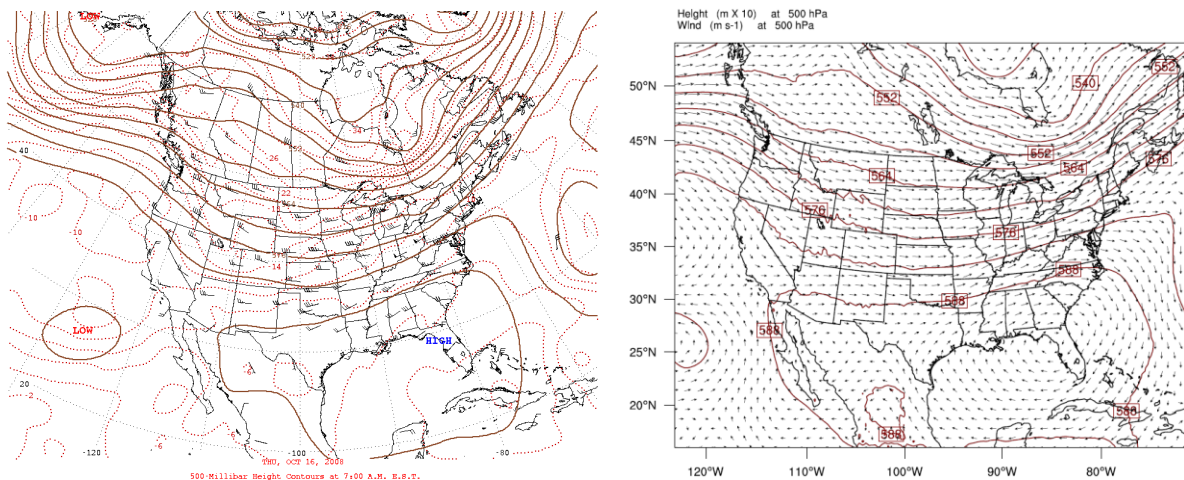 LOW
-36
-34
-26
-22
40
-10
-10
-14
LOW
HIGH
20
-6
-6
-120
-100
-80
THU, OCT 16, 2008
500-Millibar Height Contours at 7:00 A.M. E.S.T.
Height (m X 10) at 500 hPa
Wind (m s-1) at 500 hPa
50°N
45°N
40°N
35°N
30°N
25°N
20°N
552
552
540
552
564
564
576
576
576
588
588
588
588
588
120°W
110°W
100°W
90°W
80°W